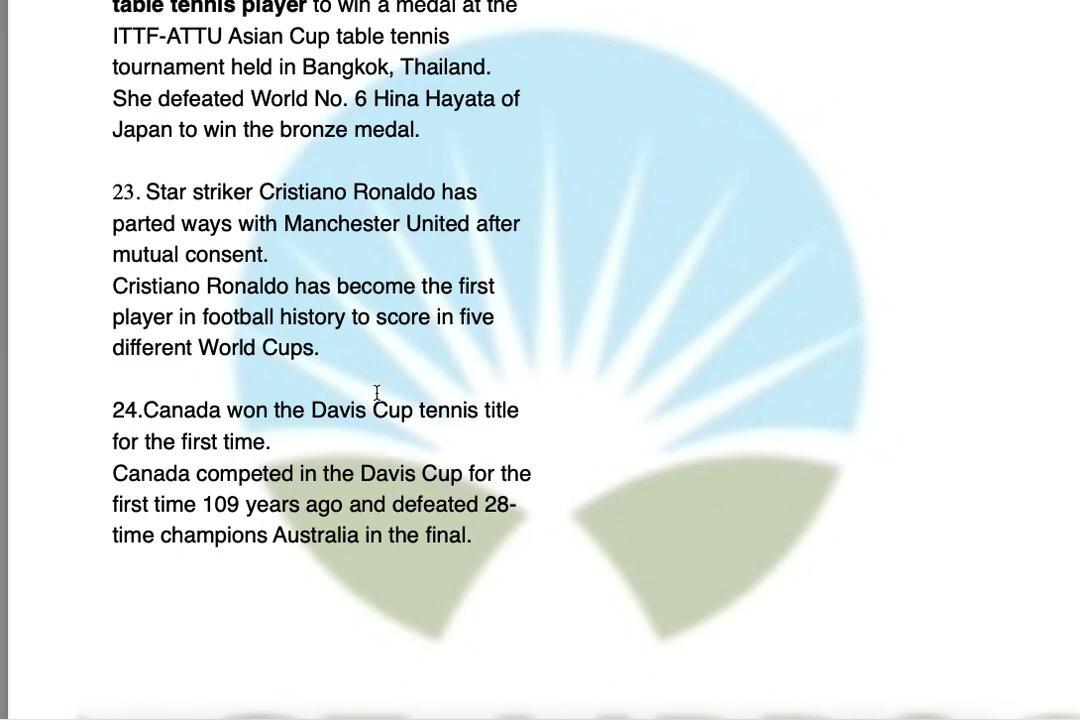 table tennis player to win a medal at the
ITTF-ATTU Asian Cup table tennis
tournament held in Bangkok, Thailand.
She defeated World No. 6 Hina Hayata of
Japan to win the bronze medal.
23. Star striker Cristiano Ronaldo has
parted ways with Manchester United after
mutual consent.
Cristiano Ronaldo has become the first
player in football history to score in five
different World Cups.
24.Canada won the Davis Cup tennis title
for the first time.
Canada competed in the Davis Cup for the
first time 109 years ago and defeated 28-
time champions Australia in the final.